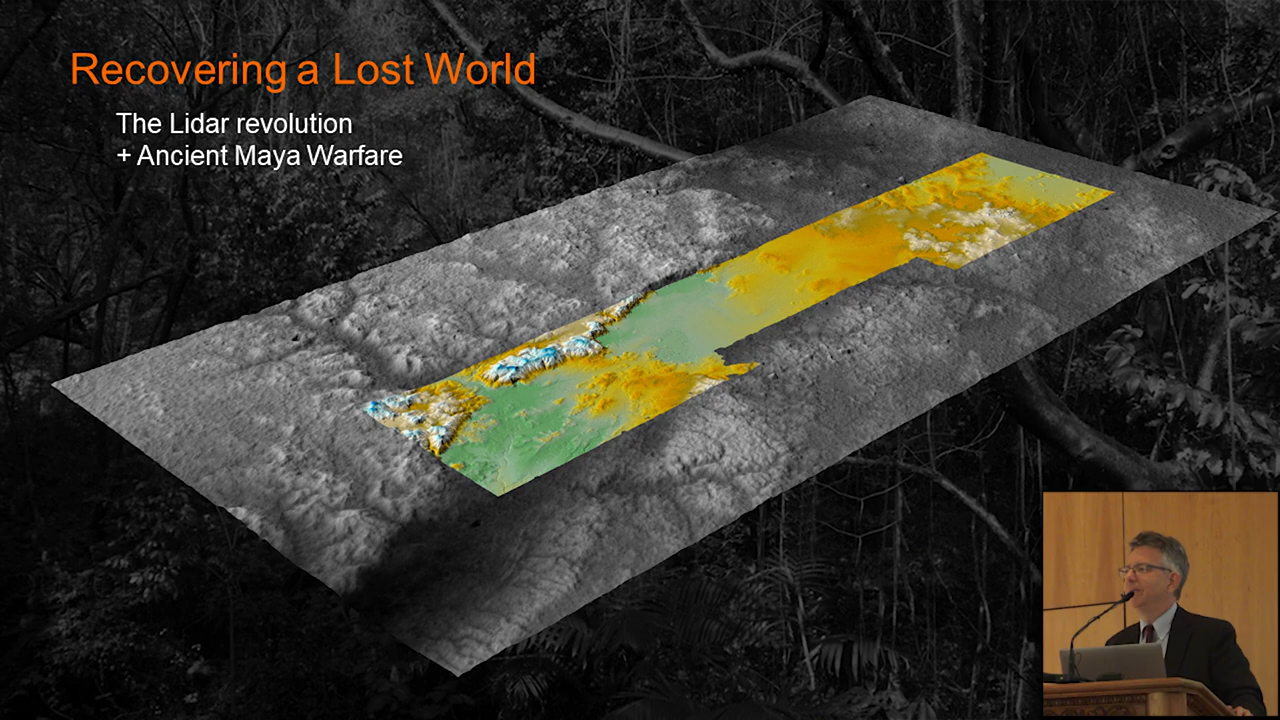 Recovering a Lost World
The Lidar revolution
+ Ancient Maya Warfare